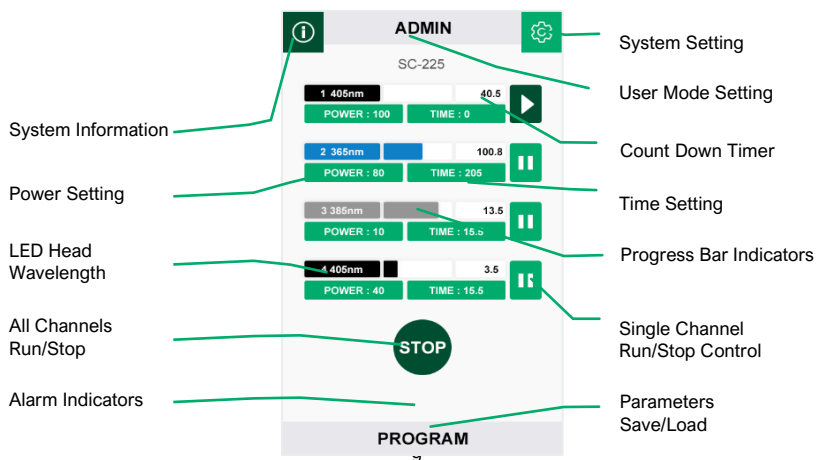 ADMIN
SC-225
1 405nm
40.5
POWER : 100
TIME : 0
2 365nm
100.8
POWER : 80
TIME : 205
3 385nm
13.5
POWER : 10
TIME : 15.5
4 405nm
3.5
POWER : 40
TIME : 15.5
STOP
PROGRAM
System Information
Power Setting
LED Head
Wavelength
All Channels
Run/Stop
Alarm Indicators
System Setting
User Mode Setting
Count Down Timer
Time Setting
Progress Bar Indicators
Single Channel
Run/Stop Control
Parameters
Save/Load